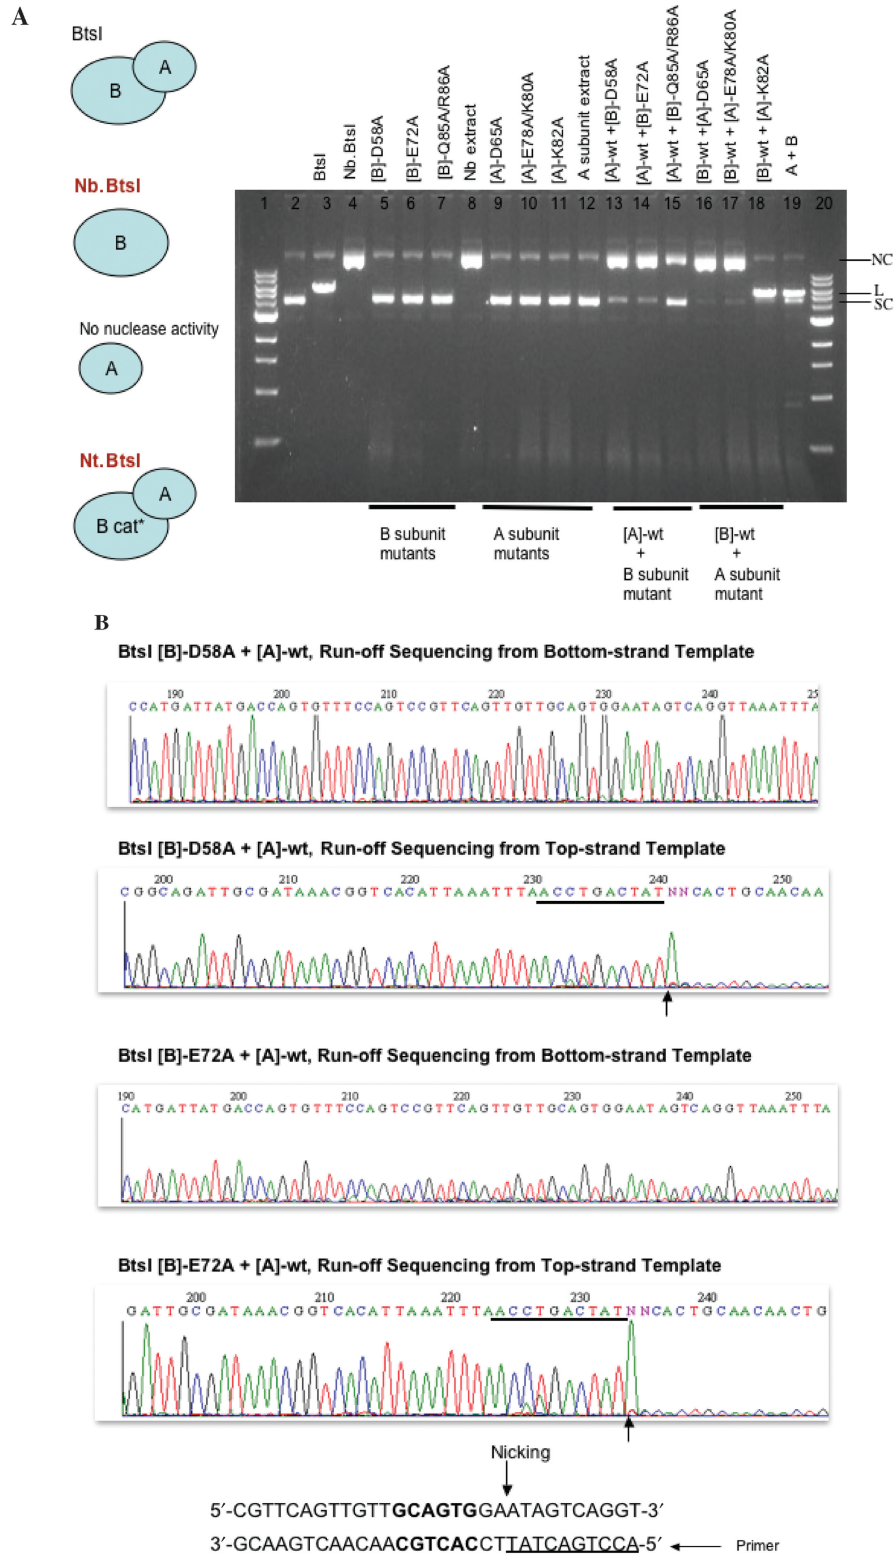 A
BtsI
B
A
Nb.BtsI
B
No nuclease activity
A
Nt.BtsI
A
B cat*
BtsI
Nb.BtsI
[B]-D58A
[B]-E72A
[B]-Q85A/R86A
Nb extract
[A]-D65A
[A]-E78A/K80A
[A]-K82A
A subunit extract
[A]-wt +[B]-D58A
[A]-wt +[B]-E72A
[A]-wt + [B]-Q85A/R86A
[B]-wt +[A]-D65A
[B]-wt + [A]-E78A/K80A
[B]-wt + [A]-K82A
A + B
1 2 3 4 5 6 7 8 9 10 11 12 13 14 15 16 17 18 19 20
NC
L
SC
B subunit
mutants
A subunit
mutants
[A]-wt
+
B subunit
mutant
[B]-wt
+
A subunit
mutant
B
BtsI [B]-D58A + [A]-wt, Run-off Sequencing from Bottom-strand Template
190 200 210 220 230 240 25
CCATGATTATGACCAGTGTTTCCAGTCCGTTCAGTTGTTGCAGTGGAATAGTCAGGTTAAATTTA
BtsI [B]-D58A + [A]-wt, Run-off Sequencing from Top-strand Template
200 210 220 230 240 250
CGGCAGATTGCGATAAACGGTCACATTAAATTTAACCTGACTATNNCACTGCAACAA
BtsI [B]-E72A + [A]-wt, Run-off Sequencing from Bottom-strand Template
190 200 210 220 230 240 250
CATGATTATGACCAGTGTTTCCAGTCCGTTCAGTTGTTGCAGTGGAATAGTCAGGTTAAATTTA
BtsI [B]-E72A + [A]-wt, Run-off Sequencing from Top-strand Template
200 210 220 230 240
GATTGCGATAAACGGTCACATTAAATTTAACCTGACTATNNCACTGCAACAACTG
Nicking
5′-CGTTCAGTTGTTGCAGTGGAATAGTCAGGT-3′
3′-GCAAGTCAACAACGTCACCTTATCAGTCCA-5′
Primer